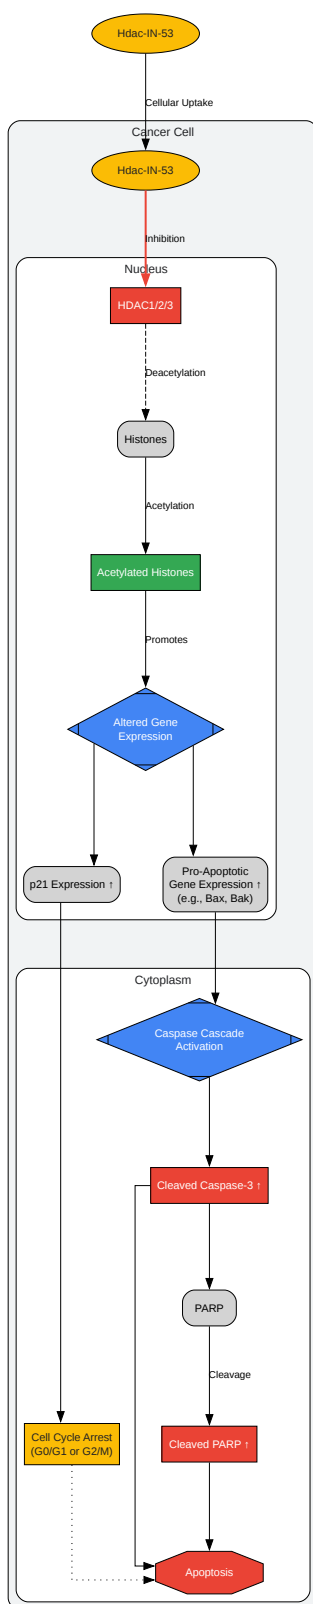 Hdac-IN-53
Cellular Uptake
Cancer Cell
Hdac-IN-53
Inhibition
Nucleus
HDAC1/2/3
Deacetylation
Histones
Acetylation
Acetylated Histones
Promotes
Altered Gene
Expression
p21 Expression ↑
Pro-Apoptotic
Gene Expression ↑
(e.g., Bax, Bak)
Cytoplasm
Caspase Cascade
Activation
Cleaved Caspase-3 ↑
PARP
Cleavage
Cell Cycle Arrest
(G0/G1 or G2/M)
Cleaved PARP ↑
Apoptosis